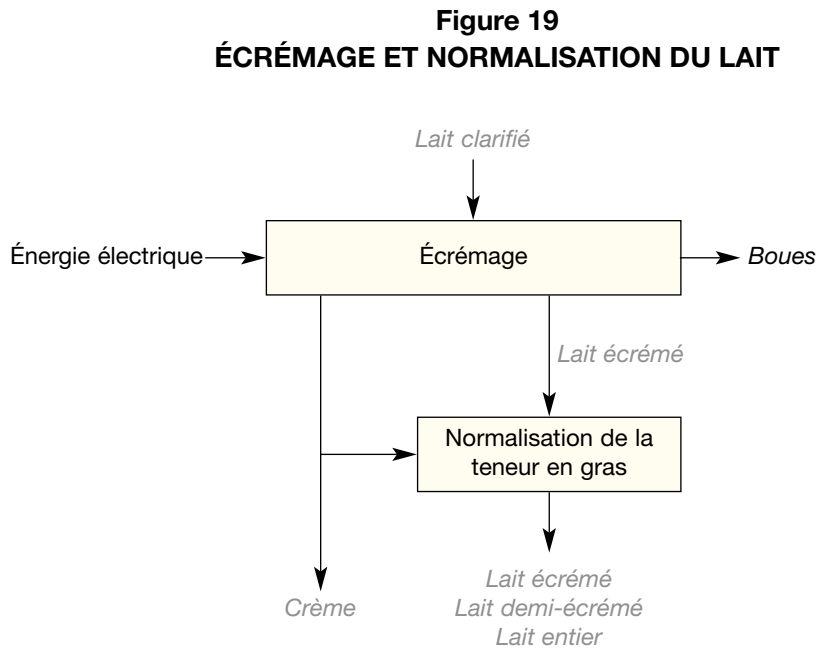 Figure 19
ÉCRÉMAGE ET NORMALISATION DU LAIT
Lait clarifié
Énergie électrique
Écrémage
Boues
Lait écrémé
Normalisation de la
teneur en gras
Crème
Lait écrémé
Lait demi-écrémé
Lait entier